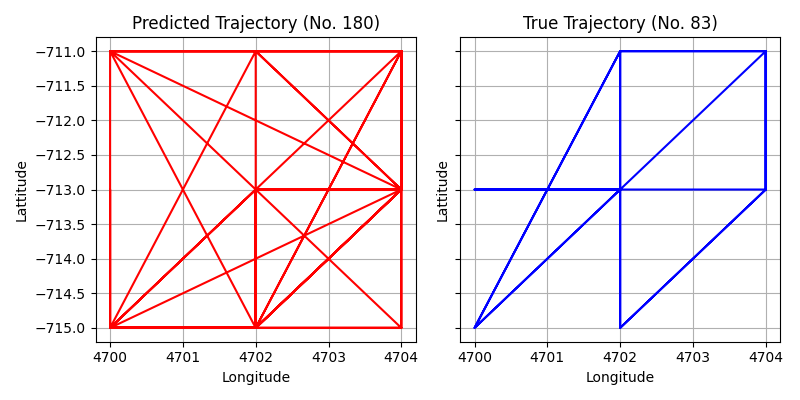 Predicted Trajectory (No. 180)
True Trajectory (No. 83)
Lattitude
−711.0
−711.5
−712.0
−712.5
−713.0
−713.5
−714.0
−714.5
−715.0
4700 4701 4702 4703 4704
Longitude
Lattitude
4700 4701 4702 4703 4704
Longitude